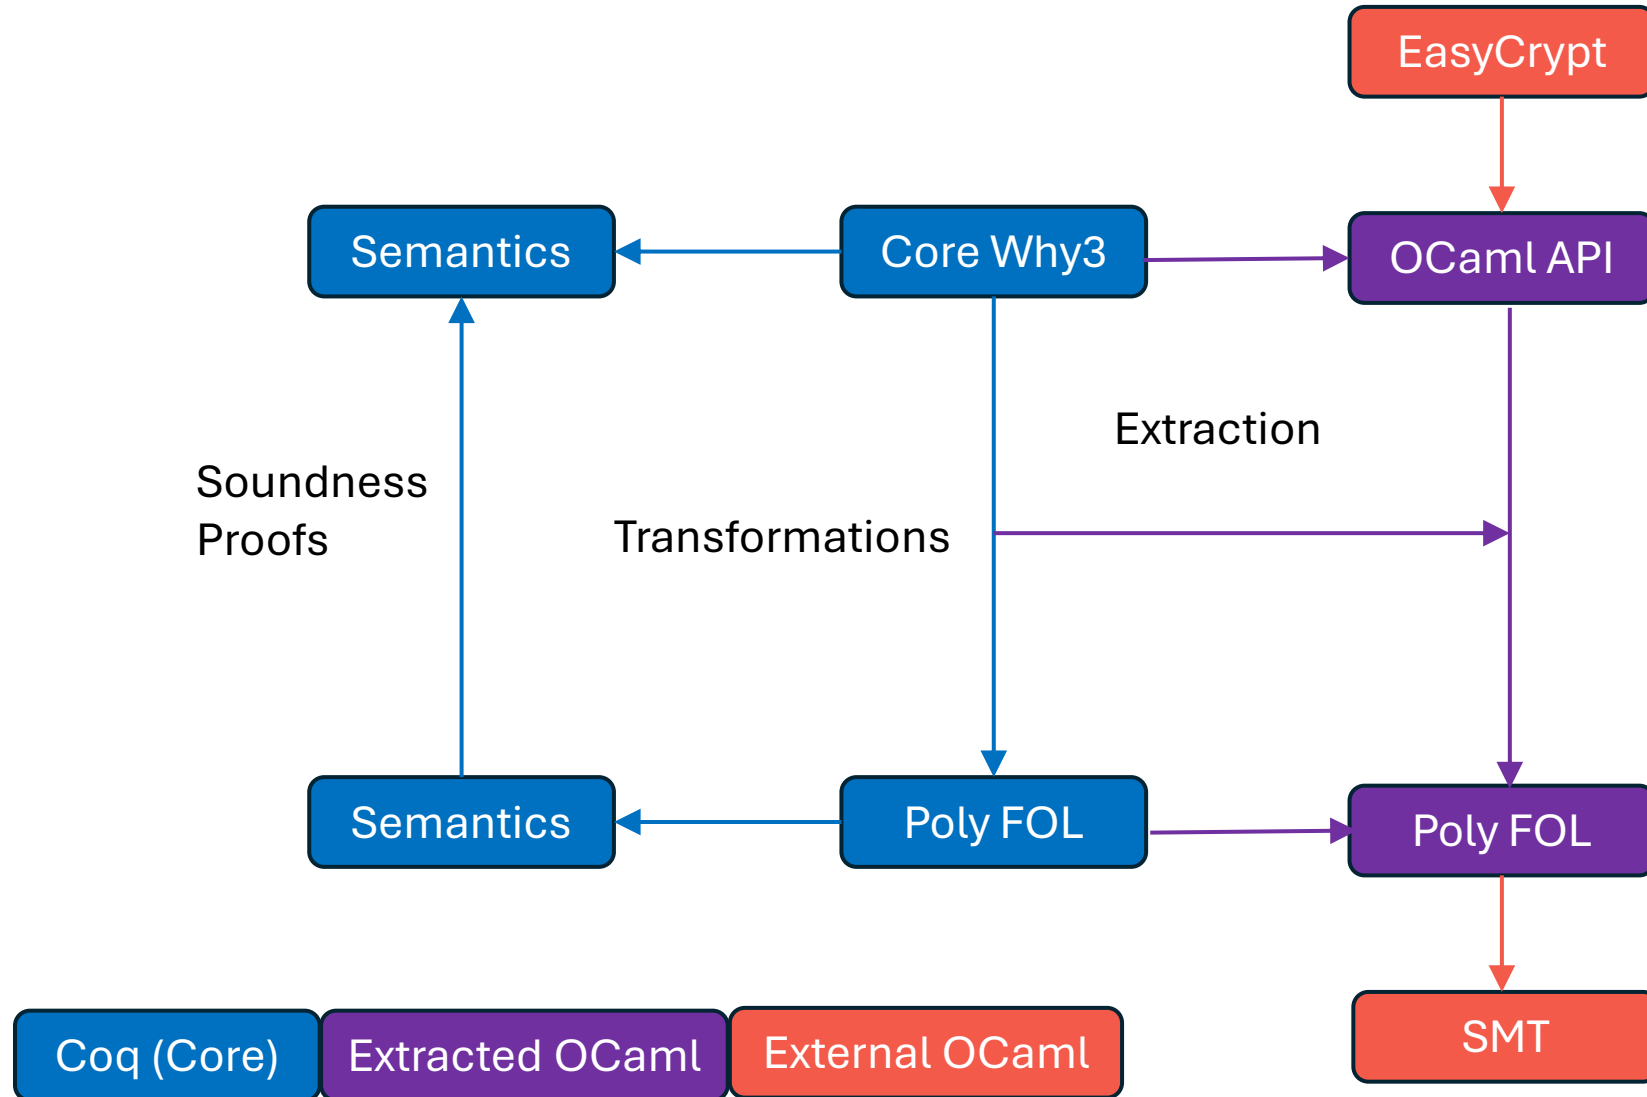 EasyCrypt
Semantics
Core Why3
OCaml API
Extraction
Soundness
Proofs
Transformations
Semantics
Poly FOL
Poly FOL
Coq (Core)
Extracted OCaml
External OCaml
SMT